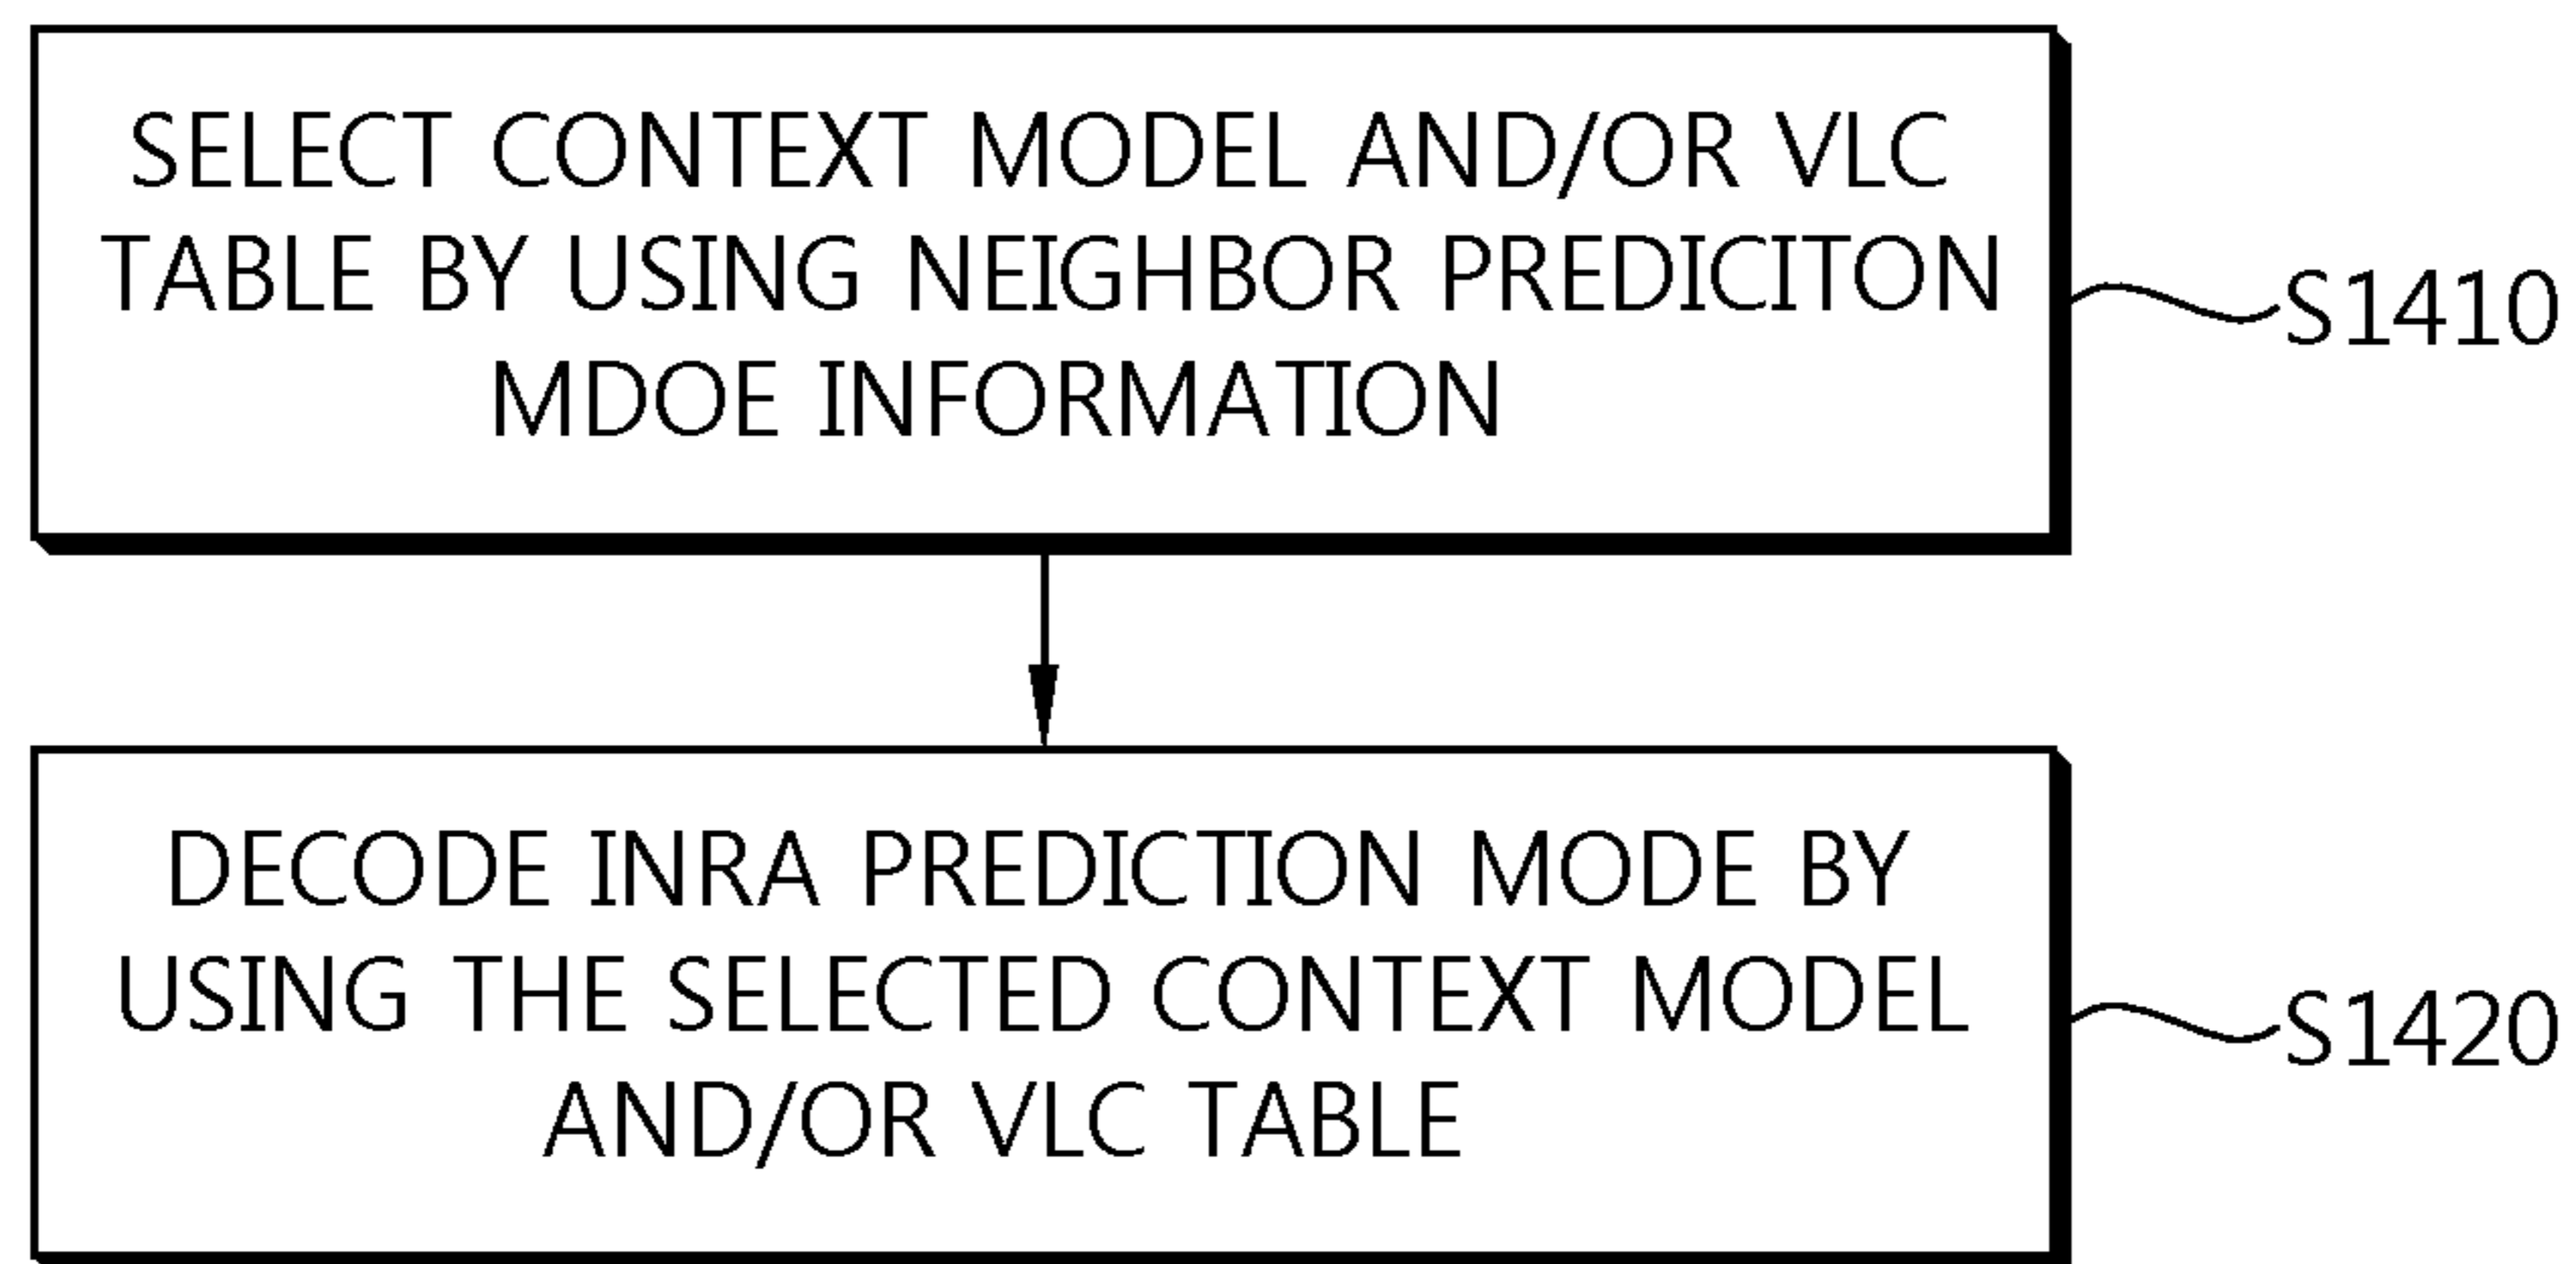 SELECT CONTEXT MODEL AND/OR VLC
TABLE BY USING NEIGHBOR PREDICITON
MDOE INFORMATION
S1410
DECODE INRA PREDICTION MODE BY
USING THE SELECTED CONTEXT MODEL
AND/OR VLC TABLE
S1420